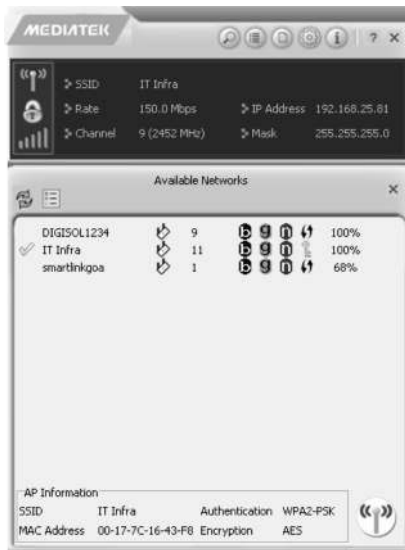 MEDIATEK
i ? ×
SSID IT Infra
Rate 150.0 Mbps IP Address 192.168.25.81
Channel 9 (2452 MHz) Mask 255.255.255.0
Available Networks ×
DIGISOL1234 9 b g n 100%
IT Infra 11 b g n 100%
smartlinkgoa 1 b g n 68%
AP Information
SSID IT Infra Authentication WPA2-PSK
MAC Address 00-17-7C-16-43-F8 Encryption AES